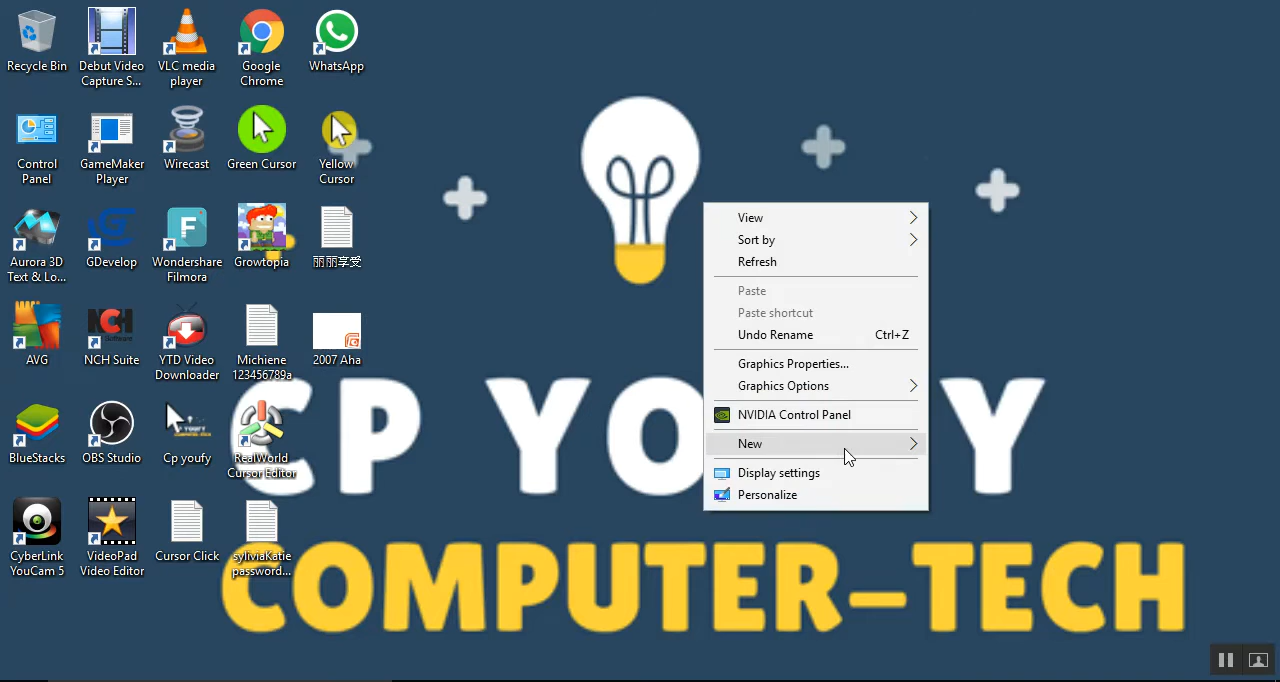 Recycle Bin
Debut Video
Capture S...
VLC media
player
Google
Chrome
WhatsApp
Control
Panel
GameMaker
Player
Wirecast
Green Cursor
Yellow
Cursor
Aurora 3D
Text & Lo...
GDevelop
Wondershare
Filmora
Growtopia
丽丽享受
AVG
NCH Suite
YTD Video
Downloader
Michiene
123456789a
2007 Aha
BlueStacks
OBS Studio
Cp youfy
RealWorld
Cursor Editor
CyberLink
YouCam 5
VideoPad
Video Editor
Cursor Click
syliviaKatie
password...
NCH
Software
View
Sort by
Refresh
Paste
Paste shortcut
Undo Rename Ctrl+Z
Graphics Properties...
Graphics Options
NVIDIA Control Panel
New
Display settings
Personalize
CP YO Y
COMPUTER-TECH